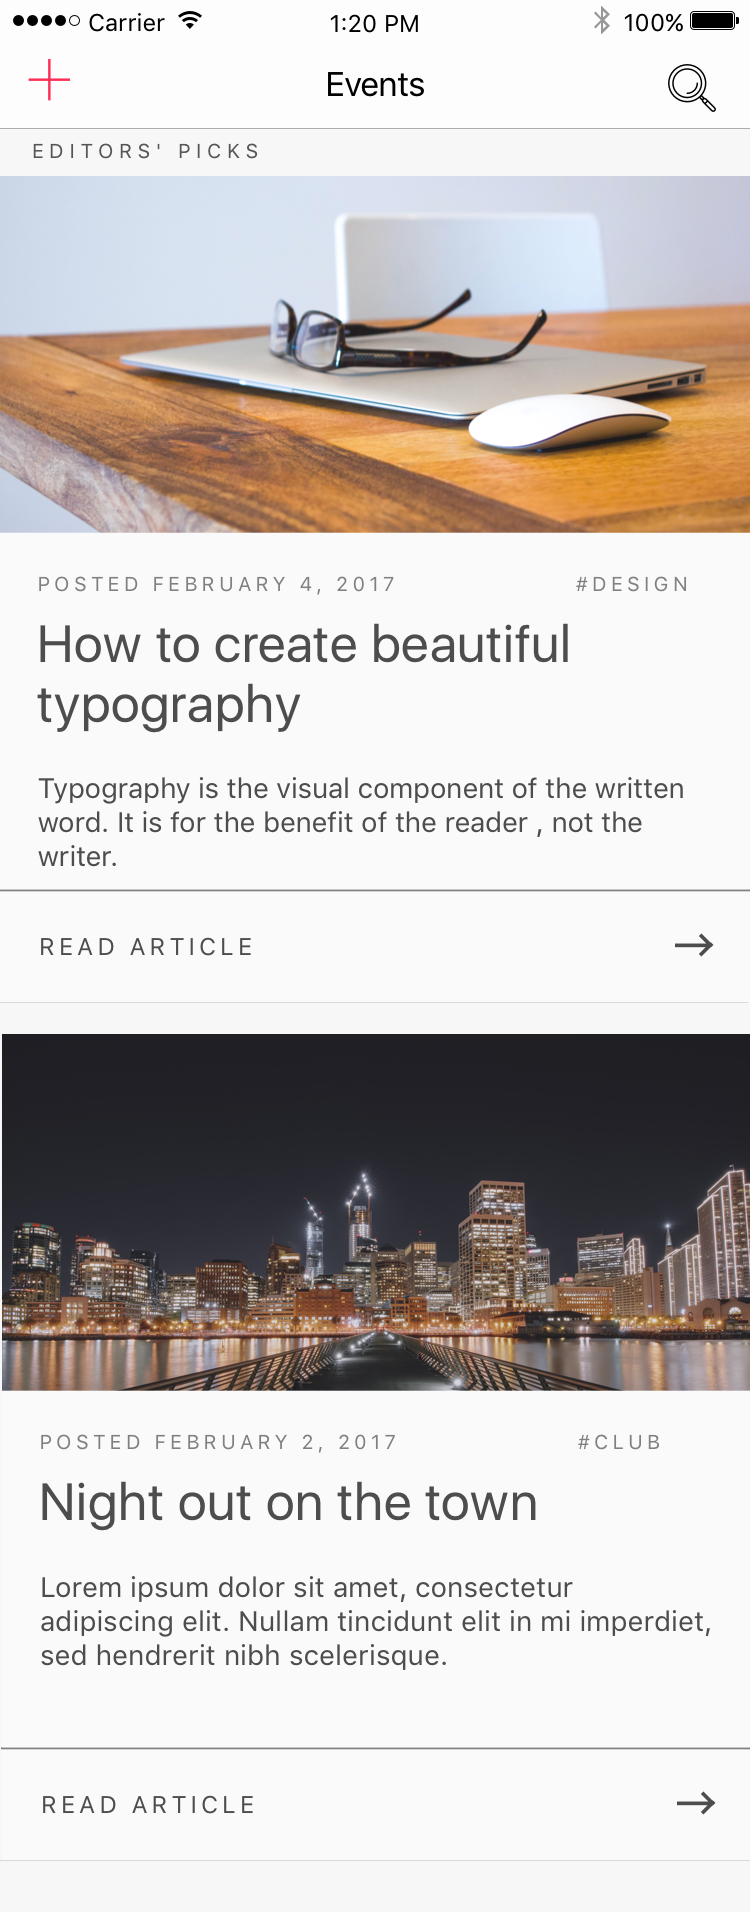 Carrier 1:20 PM 100%
Events
EDITORS' PICKS
POSTED FEBRUARY 4, 2017 #DESIGN
How to create beautiful
typography
Typography is the visual component of the written
word. It is for the benefit of the reader , not the
writer.
READ ARTICLE
POSTED FEBRUARY 2, 2017 #CLUB
Night out on the town
Lorem ipsum dolor sit amet, consectetur
adipiscing elit. Nullam tincidunt elit in mi imperdiet,
sed hendrerit nibh scelerisque.
READ ARTICLE